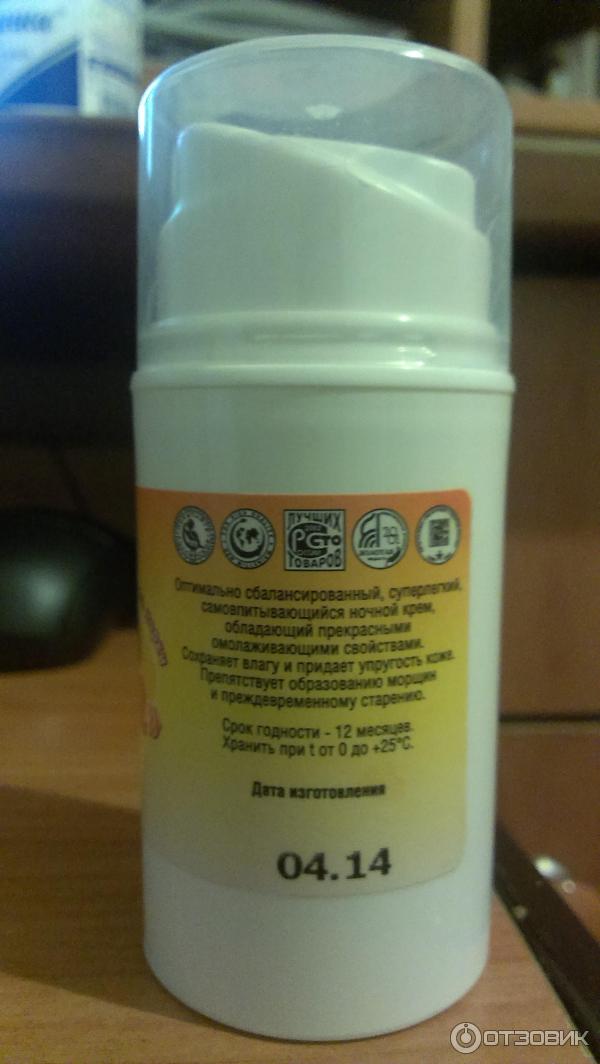 ЛУЧШИХ
ТОВАРОВ
Оптимально сбалансированный, суперлегкий,
самовпитывающийся ночной крем,
обладающий прекрасными
омолаживающими свойствами.
Сохраняет влагу и придает упругость коже.
Препятствует образованию морщин
и преждевременному старению.
Срок годности - 12 месяцев.
Хранить при t от 0 до +25°С.
Дата изготовления
04.14
ОТЗОВИК